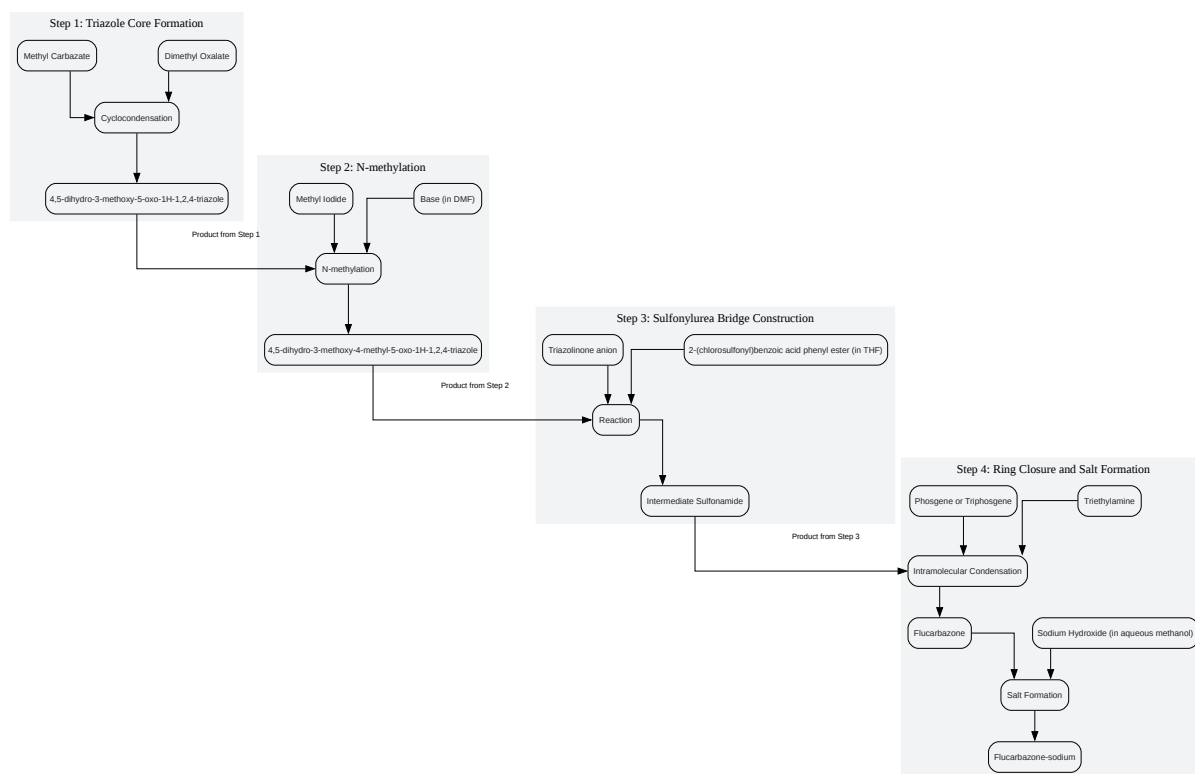 Step 1: Triazole Core Formation
Methyl Carbazate
Dimethyl Oxalate
Cyclocondensation
4,5-dihydro-3-methoxy-5-oxo-1H-1,2,4-triazole
Product from Step 1
Step 2: N-methylation
Methyl Iodide
Base (in DMF)
N-methylation
4,5-dihydro-3-methoxy-4-methyl-5-oxo-1H-1,2,4-triazole
Product from Step 2
Step 3: Sulfonylurea Bridge Construction
Triazolinone anion
2-(chlorosulfonyl)benzoic acid phenyl ester (in THF)
Reaction
Intermediate Sulfonamide
Product from Step 3
Step 4: Ring Closure and Salt Formation
Phosgene or Triphosgene
Triethylamine
Intramolecular Condensation
Flucarbazone
Sodium Hydroxide (in aqueous methanol)
Salt Formation
Flucarbazone-sodium